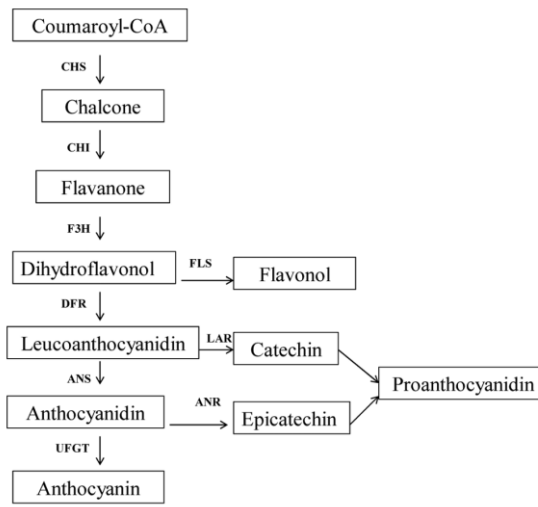 Coumaroyl-CoA
CHS
Chalcone
CHI
Flavanone
F3H
Dihydroflavonol
FLS
Flavonol
DFR
Leucoanthocyanidin
LAR
Catechin
Proanthocyanidin
ANS
Anthocyanidin
ANR
Epicatechin
UFGT
Anthocyanin